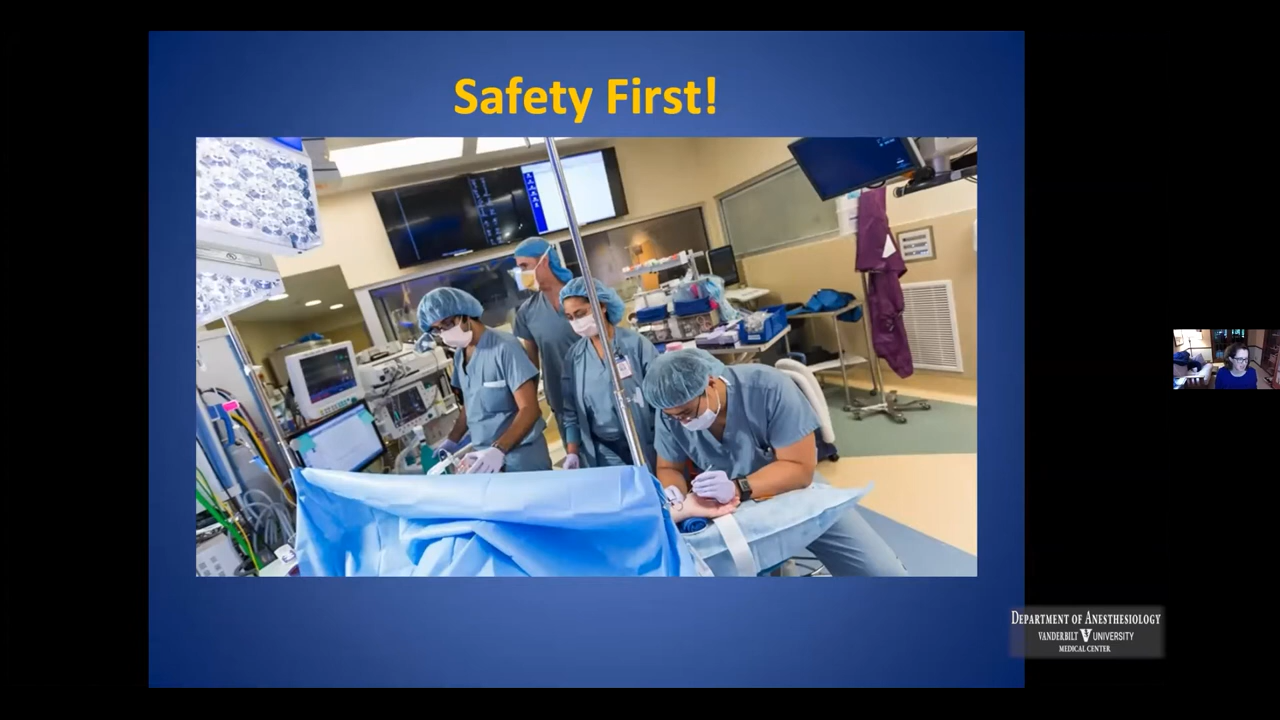 Safety First!
DEPARTMENT OF ANESTHESIOLOGY
VANDERBILT UNIVERSITY
MEDICAL CENTER